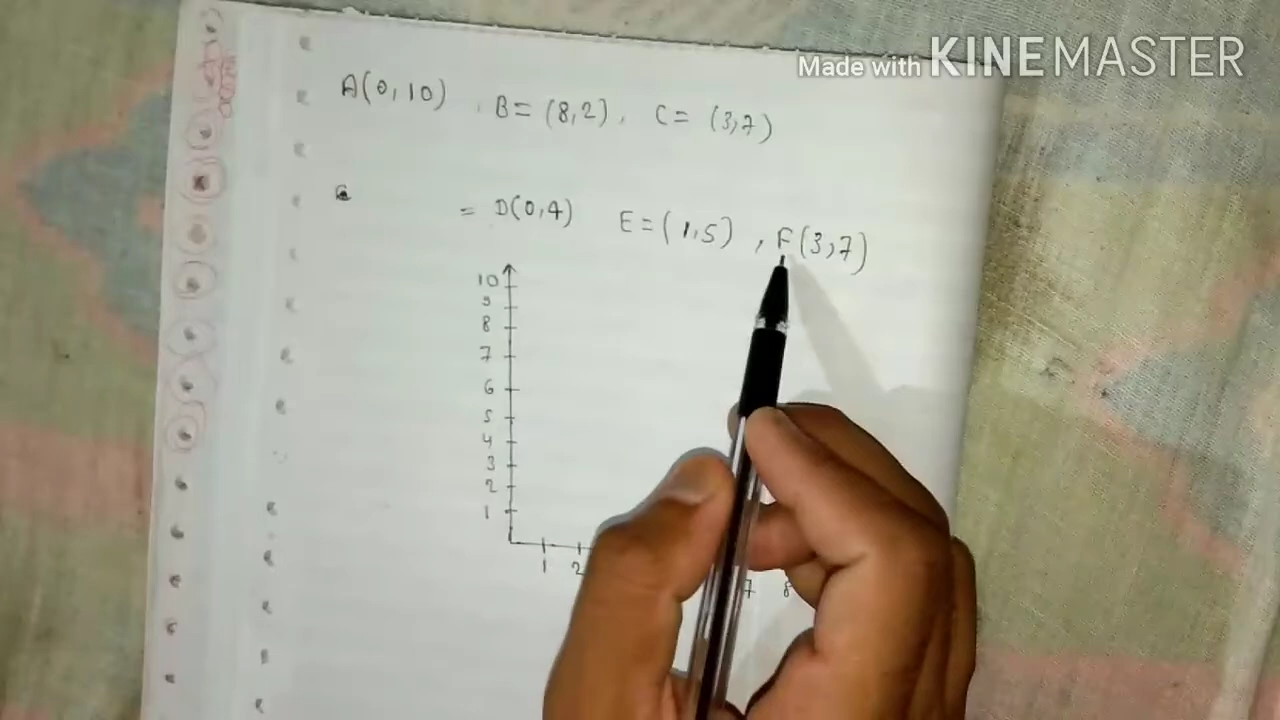 Made with KINEMASTER
A(0,10) , B = (8,2), C = (3,7)
= D(0,4) E = (1,5) , F(3,7)
10
9
8
7
6
5
4
3
2
1
1 2 7 8